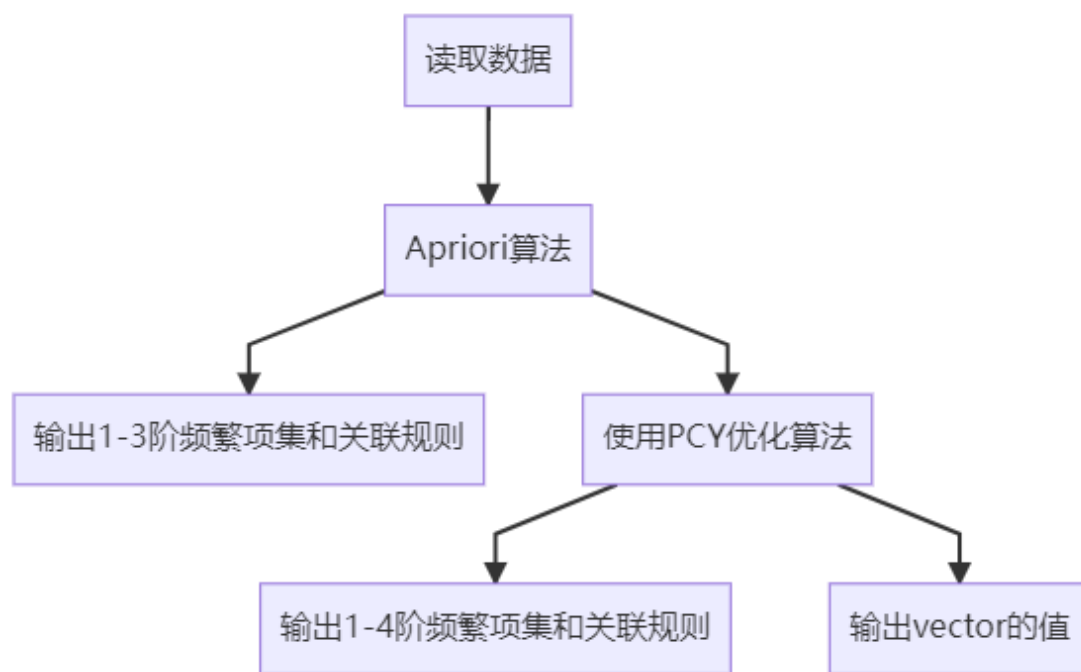 读取数据
Apriori算法
输出1-3阶频繁项集和关联规则
使用PCY优化算法
输出1-4阶频繁项集和关联规则
输出vector的值